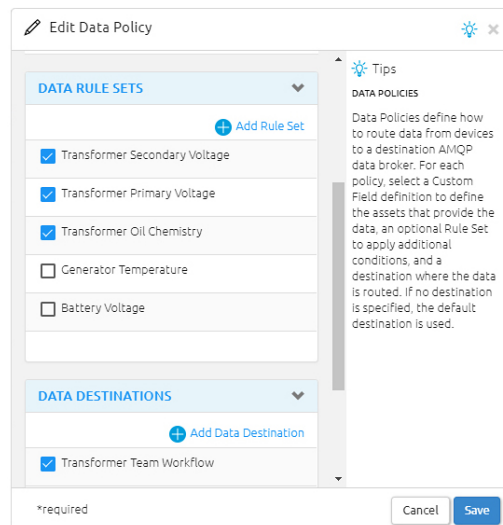 Edit Data Policy
DATA RULE SETS
Add Rule Set
Transformer Secondary Voltage
Transformer Primary Voltage
Transformer Oil Chemistry
Generator Temperature
Battery Voltage
DATA DESTINATIONS
Add Data Destination
Transformer Team Workflow
Tips
DATA POLICIES
Data Policies define how
to route data from devices
to a destination AMQP
data broker. For each
policy, select a Custom
Field definition to define
the assets that provide the
data, an optional Rule Set
to apply additional
conditions, and a
destination where the data
is routed. If no destination
is specified, the default
destination is used.
*required
Cancel
Save